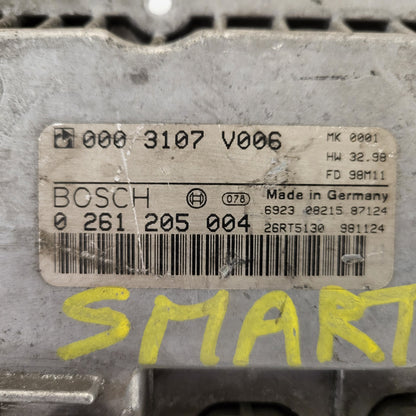 000 3107 V006
MK 0001
HW 32.98
FD 98M11
BOSCH 078 Made in Germany
0 261 205 004
6923 08215 87124
26RT5130 981124
SMART